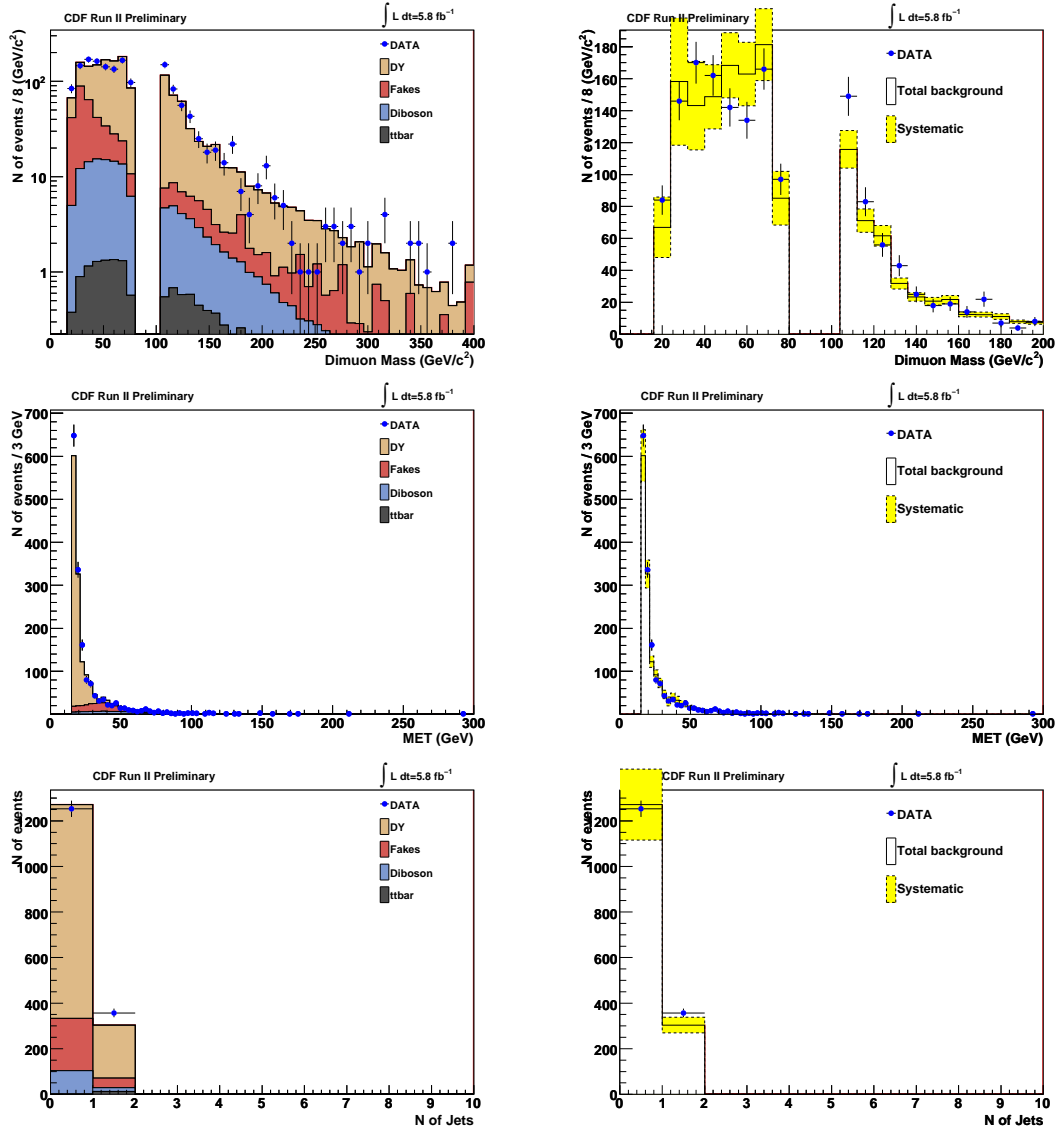 CDF Run II Preliminary
∫ L dt=5.8 fb⁻¹
N of events / 8 (GeV/c²)
10²
10
1
DATA
DY
Fakes
Diboson
ttbar
0 50 100 150 200 250 300 350 400
Dimuon Mass (GeV/c²)
CDF Run II Preliminary
∫ L dt=5.8 fb⁻¹
N of events / 8 (GeV/c²)
180
160
140
120
100
80
60
40
20
0
DATA
Total background
Systematic
0 20 40 60 80 100 120 140 160 180 200
Dimuon Mass (GeV/c²)
CDF Run II Preliminary
∫ L dt=5.8 fb⁻¹
N of events / 3 GeV
700
600
500
400
300
200
100
DATA
DY
Fakes
Diboson
ttbar
0 50 100 150 200 250 300
MET (GeV)
CDF Run II Preliminary
∫ L dt=5.8 fb⁻¹
N of events / 3 GeV
700
600
500
400
300
200
100
0
DATA
Total background
Systematic
0 50 100 150 200 250 300
MET (GeV)
CDF Run II Preliminary
∫ L dt=5.8 fb⁻¹
N of events
1200
1000
800
600
400
200
0
DATA
DY
Fakes
Diboson
ttbar
0 1 2 3 4 5 6 7 8 9 10
N of Jets
CDF Run II Preliminary
∫ L dt=5.8 fb⁻¹
N of events
1200
1000
800
600
400
200
0
DATA
Total background
Systematic
0 1 2 3 4 5 6 7 8 9 10
N of Jets